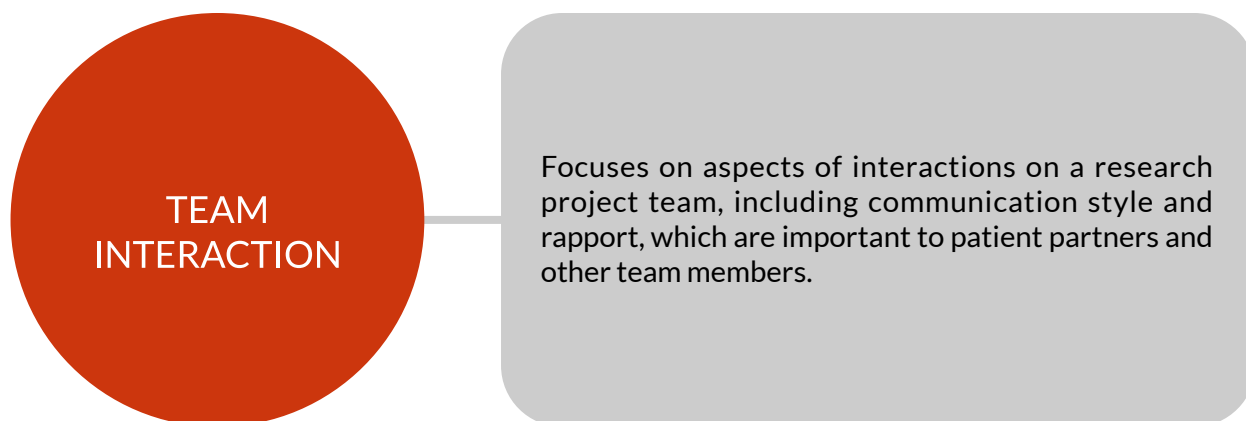 TEAM
INTERACTION
Focuses on aspects of interactions on a research
project team, including communication style and
rapport, which are important to patient partners and
other team members.